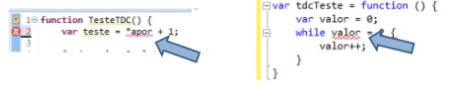 1 function TesteTDC() {
2 var teste = "apor + 1;
3
var tdcTeste = function () {
var valor = 0;
while valor = {
valor++;
}
}